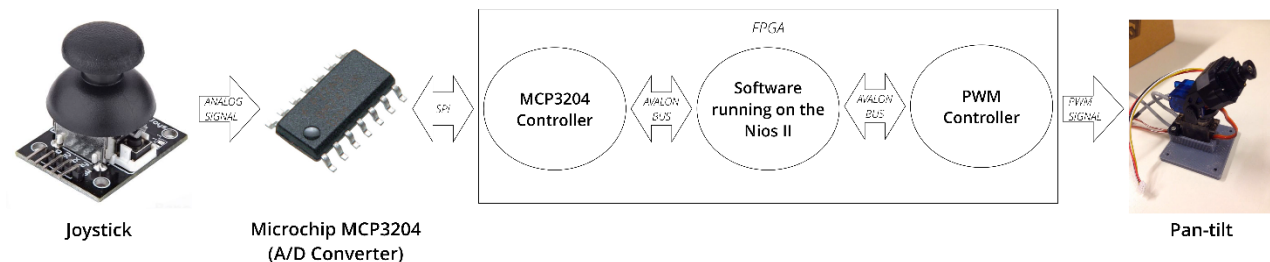 FPGA
ANALOG
SIGNAL
SPI
MCP3204
Controller
AVALON
BUS
Software
running on the
Nios II
AVALON
BUS
PWM
Controller
PWM
SIGNAL
Joystick
Microchip MCP3204
(A/D Converter)
Pan-tilt